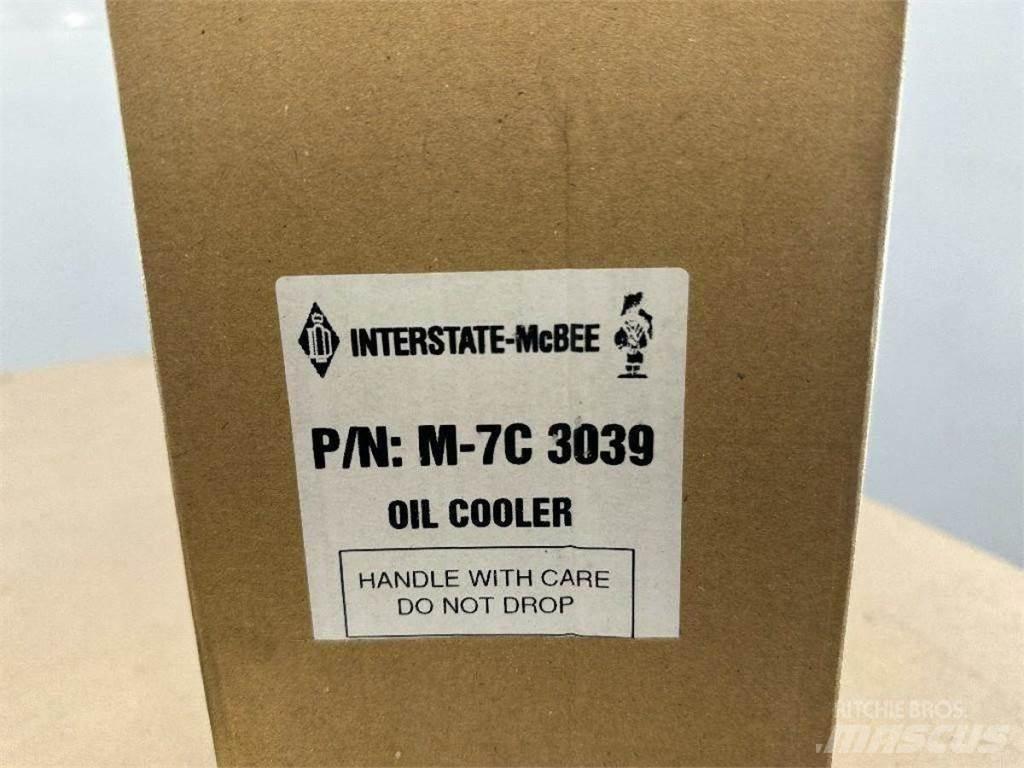 INTERSTATE-McBEE
P/N: M-7C 3039
OIL COOLER
HANDLE WITH CARE
DO NOT DROP
RITCHIE BROS.
MASCUS